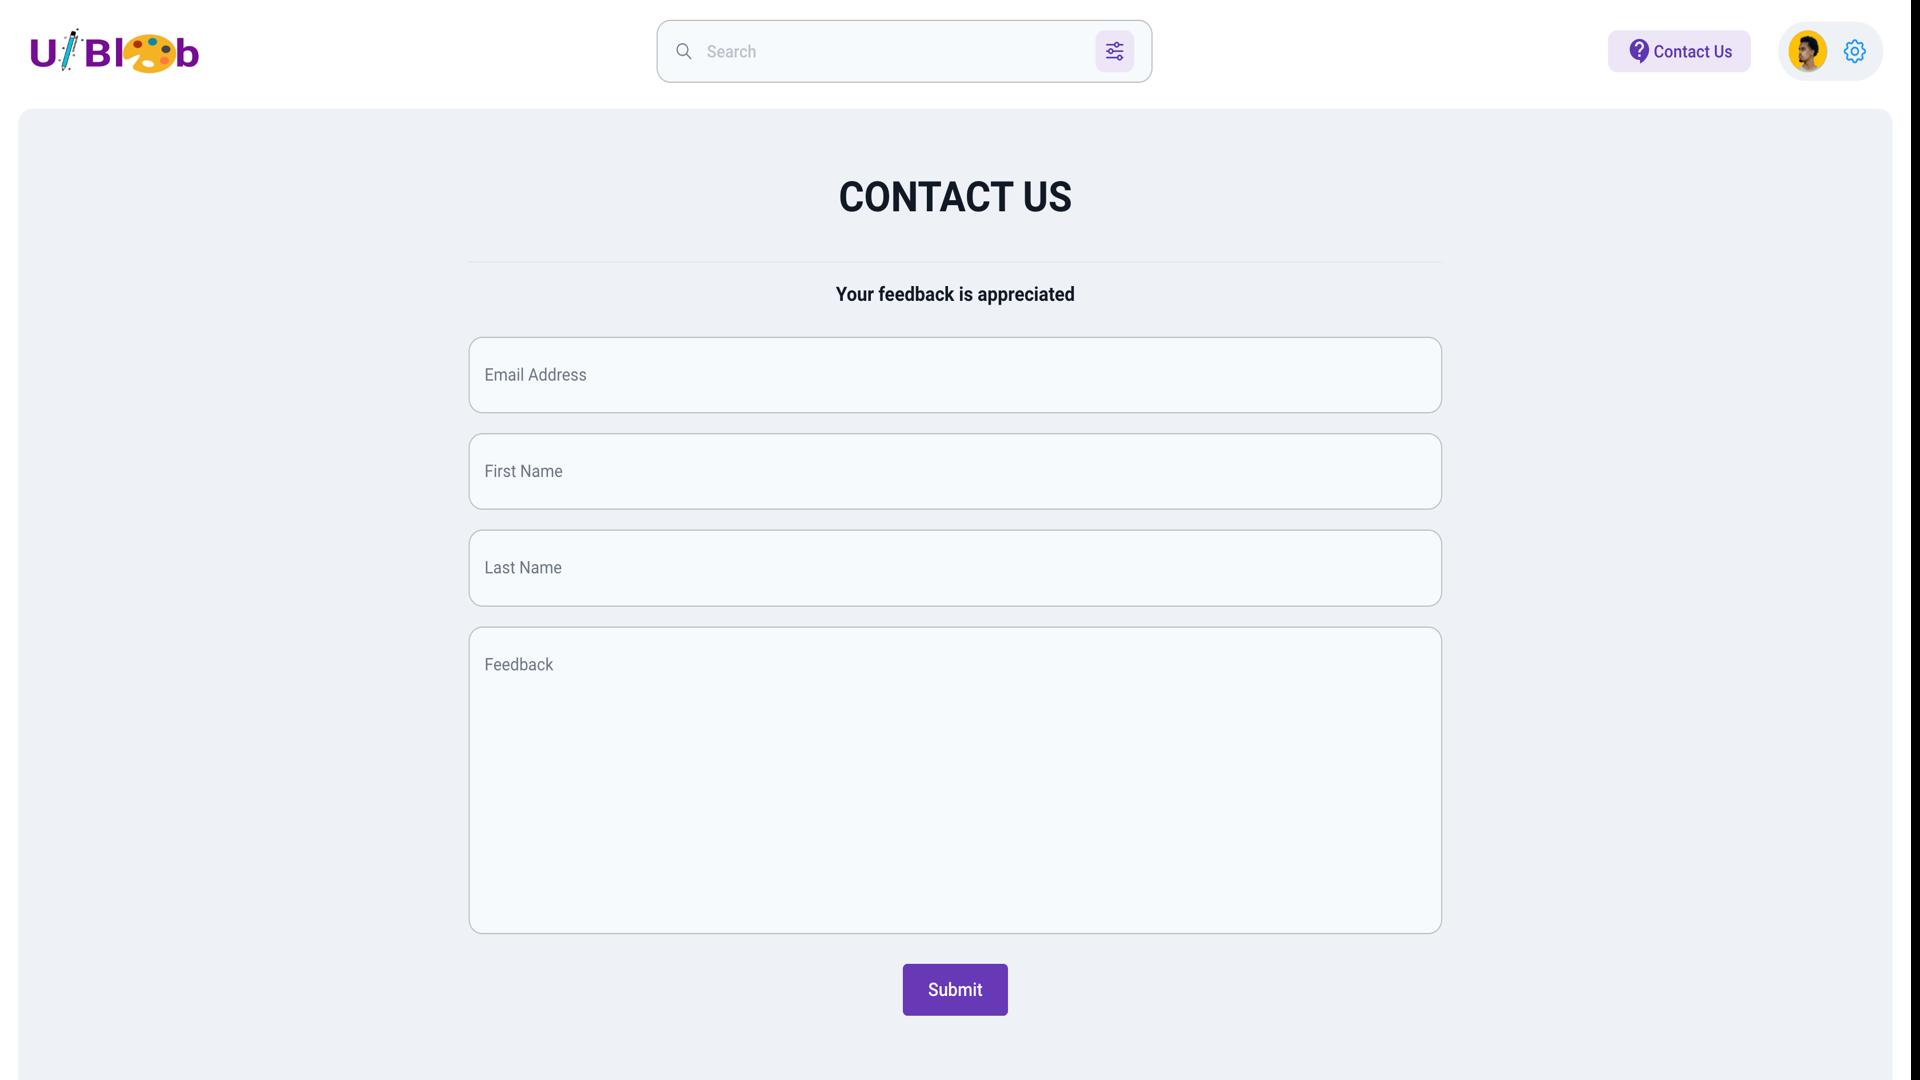 UIBlob
Search
Contact Us
CONTACT US
Your feedback is appreciated
Email Address
First Name
Last Name
Feedback
Submit